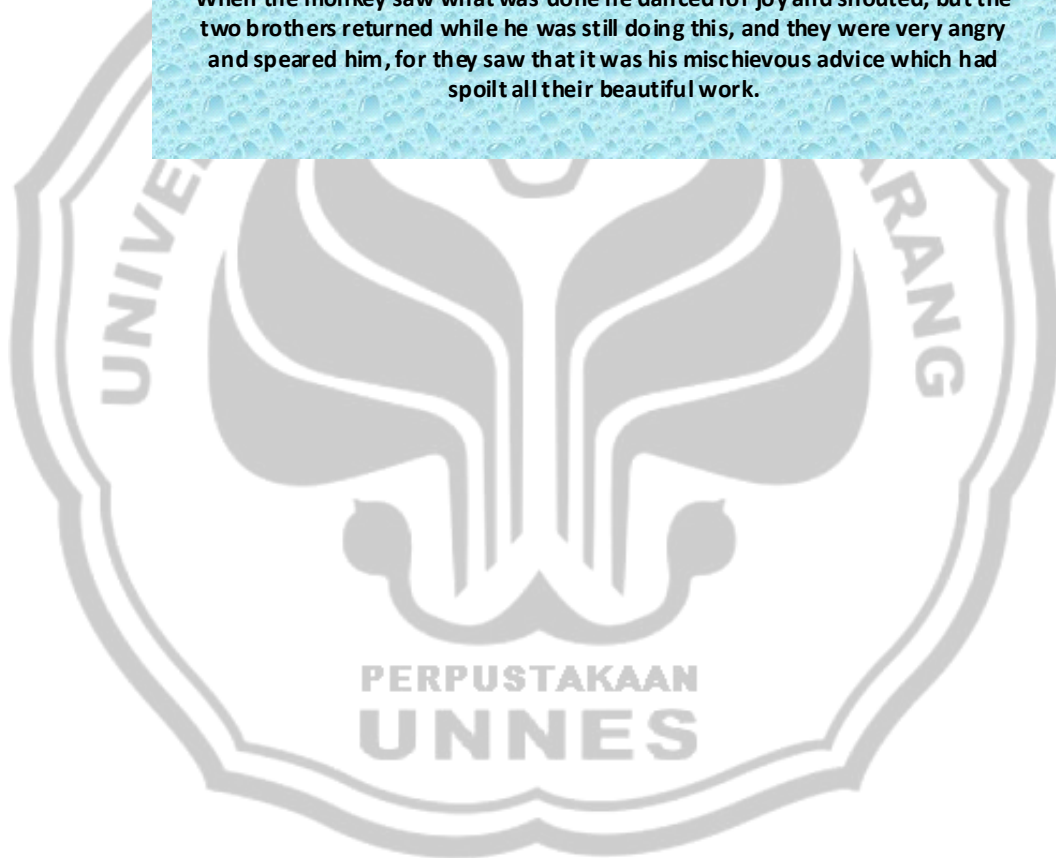 When the monkey saw what was done he danced for joy and shouted, but the
two brothers returned while he was still doing this, and they were very angry
and speared him, for they saw that it was his mischievous advice which had
spoilt all their beautiful work.
UNIVER
ARANG
PERPUSTAKAAN
UNNES